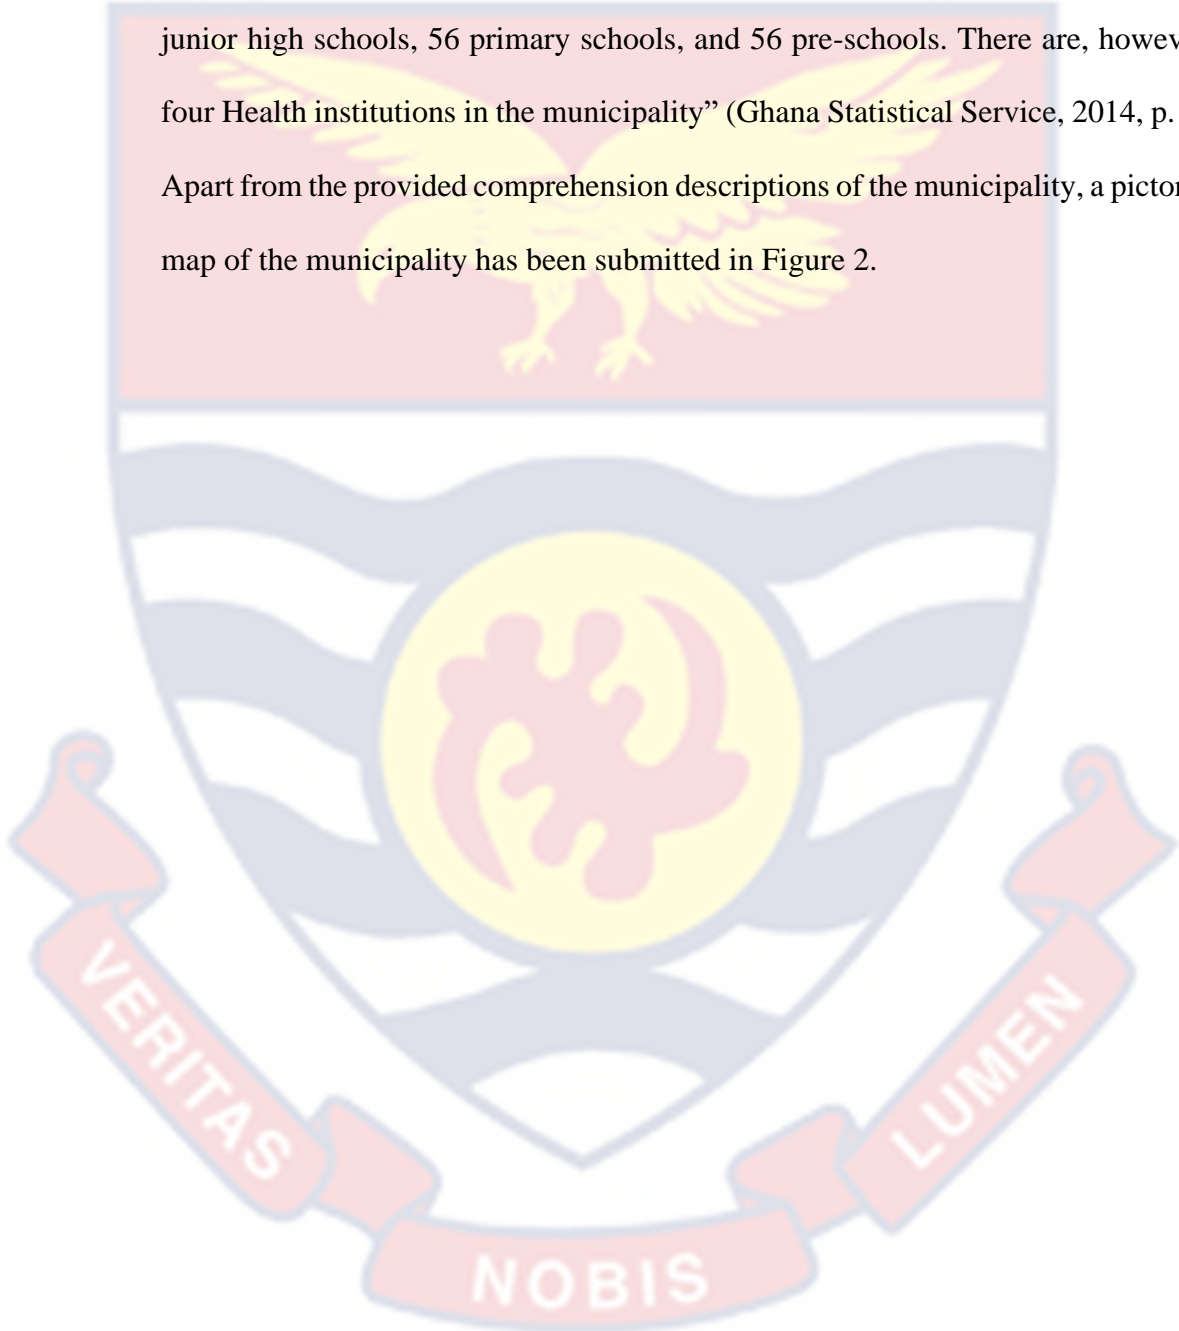 junior high schools, 56 primary schools, and 56 pre-schools. There are,
four Health institutions in the municipality” (Ghana Statistical Service, 2014, p.
Apart from the provided comprehension descriptions of the municipality, a
map of the municipality has been submitted in Figure 2.
VERITAS
NOBIS
LUMEN